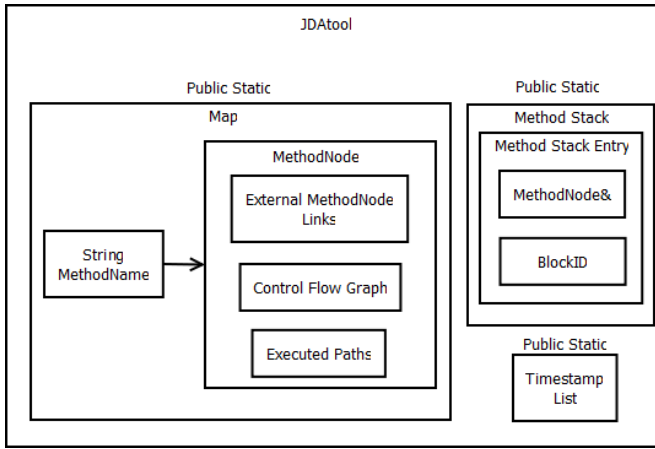 JDAtool
Public Static
Map
String
MethodName
MethodNode
External MethodNode
Links
Control Flow Graph
Executed Paths
Public Static
Method Stack
Method Stack Entry
MethodNode&
BlockID
Public Static
Timestamp
List